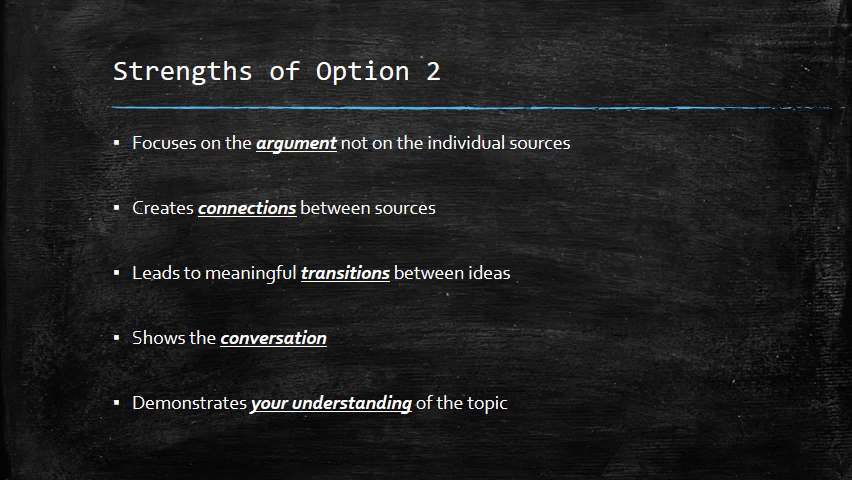 Strengths of Option 2
▪ Focuses on the argument not on the individual sources
▪ Creates connections between sources
▪ Leads to meaningful transitions between ideas
▪ Shows the conversation
▪ Demonstrates your understanding of the topic